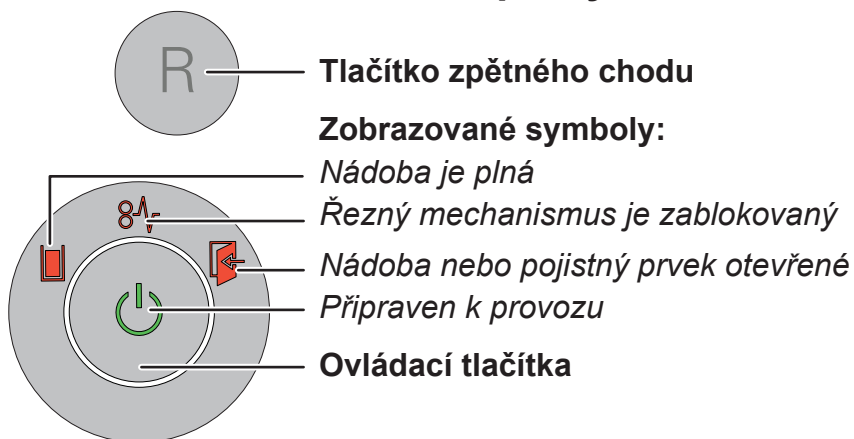 R
Tlačítko zpětného chodu
Zobrazované symboly:
Nádoba je plná
Řezný mechanismus je zablokovaný
Nádoba nebo pojistný prvek otevřené
Připraven k provozu
Ovládací tlačítka